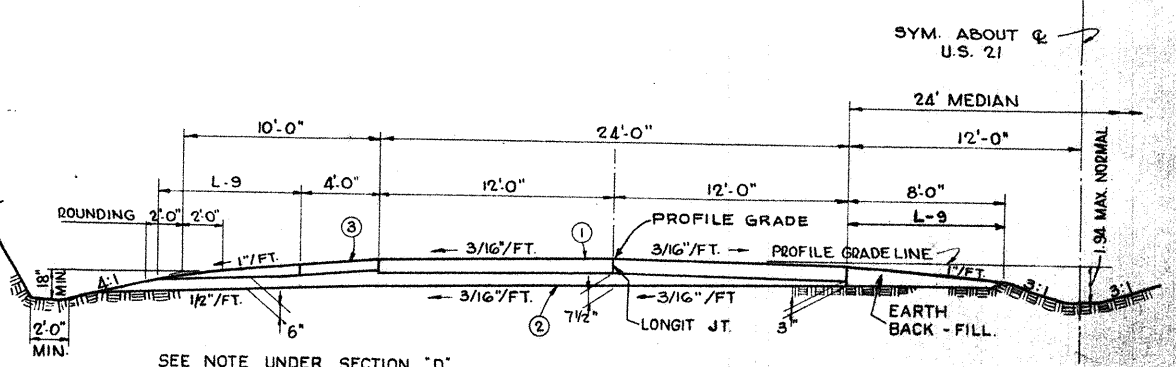 SYM. ABOUT ℄
U.S. 21
24' MEDIAN
10'-0"
24'-0"
12'-0"
1.94 MAX. NORMAL
L-9
4'-0"
12'-0"
12'-0"
8'-0"
ROUNDING
2'-0"
2'-0"
L-9
3
1
PROFILE GRADE
1"/FT.
3/16"/FT.
3/16"/FT.
PROFILE GRADE LINE
1"/FT.
18"
MIN
4:1
1/2"/FT.
3/16"/FT.
3/16"/FT
3:1
3:1
6"
2
7 1/2"
LONGIT JT.
3"
EARTH
BACK-FILL.
2'-0"
MIN.
SEE NOTE UNDER SECTION "D"